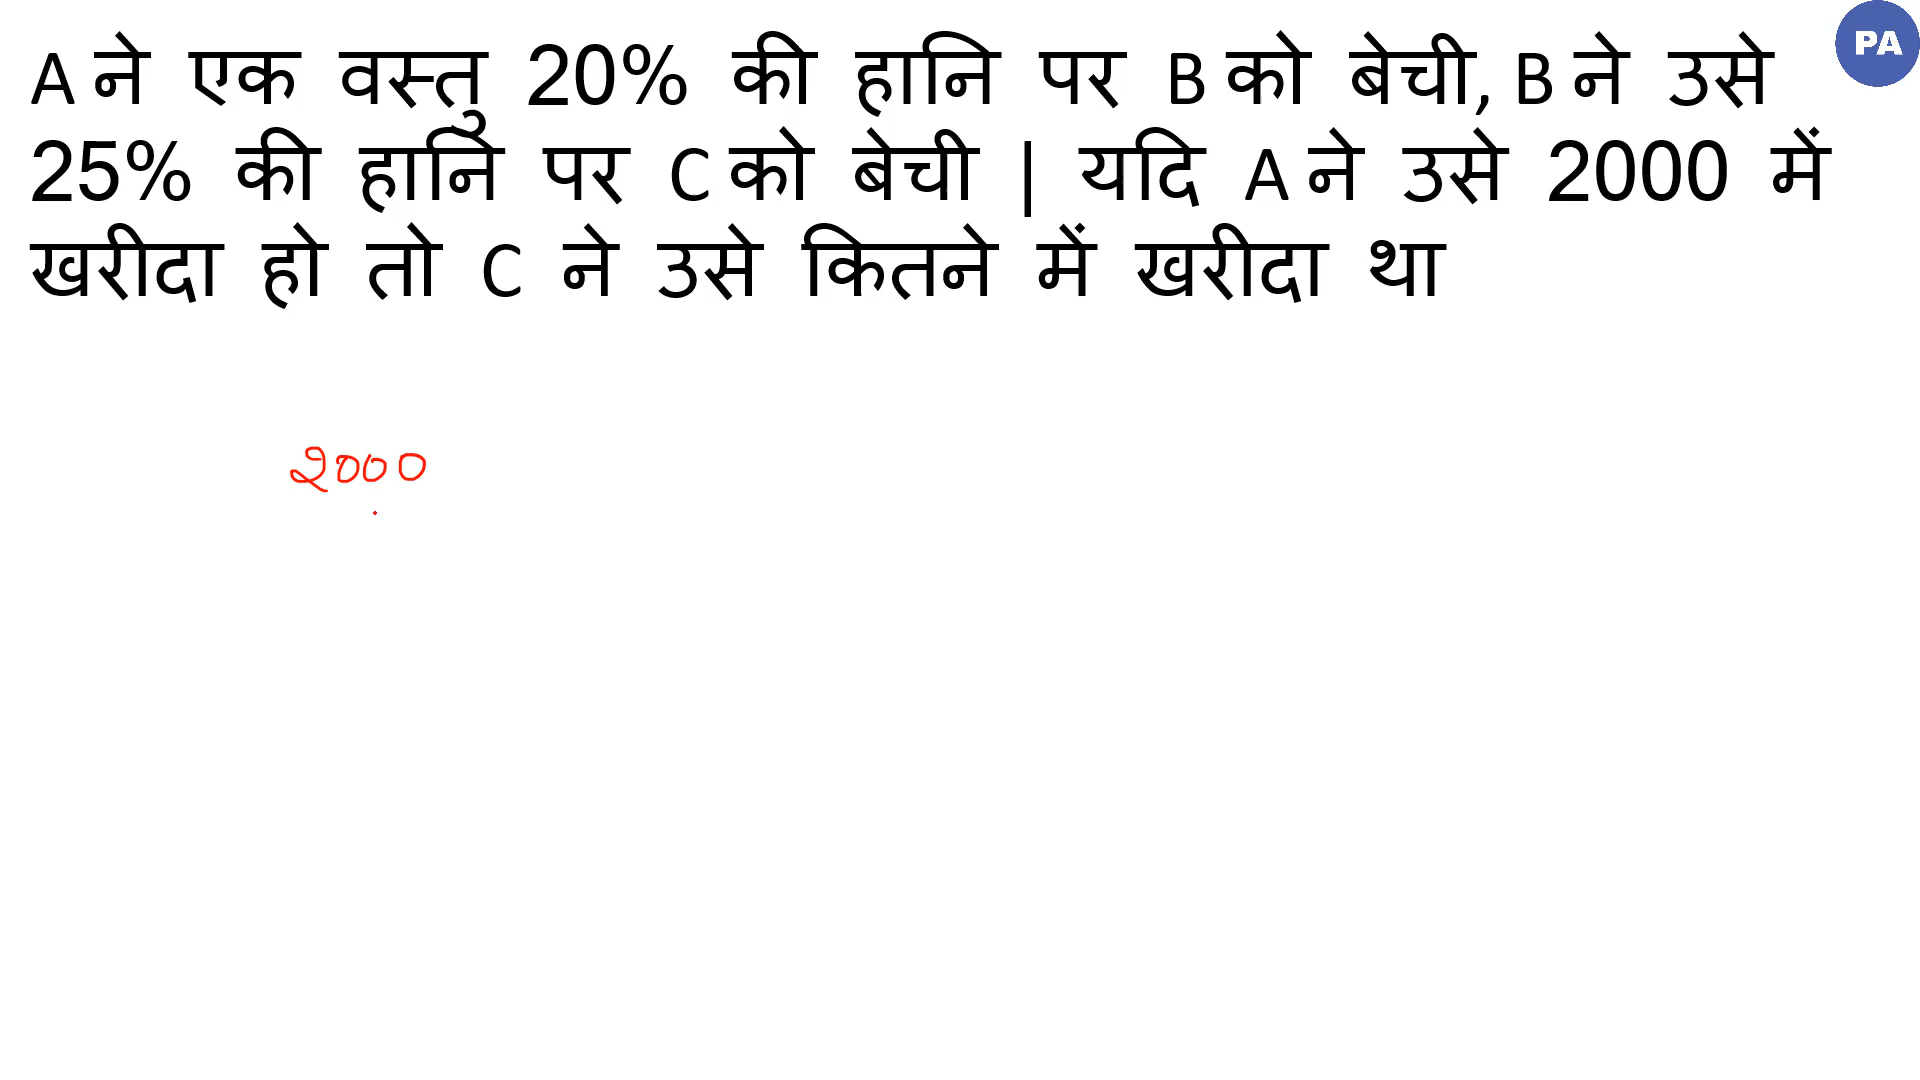 A ने एक वस्तु 20% की हानि पर B को बेची, B ने उसे
PA
25% की हानि पर C को बेची | यदि A ने उसे 2000 में
खरीदा हो तो C ने उसे कितने में खरीदा था
2000